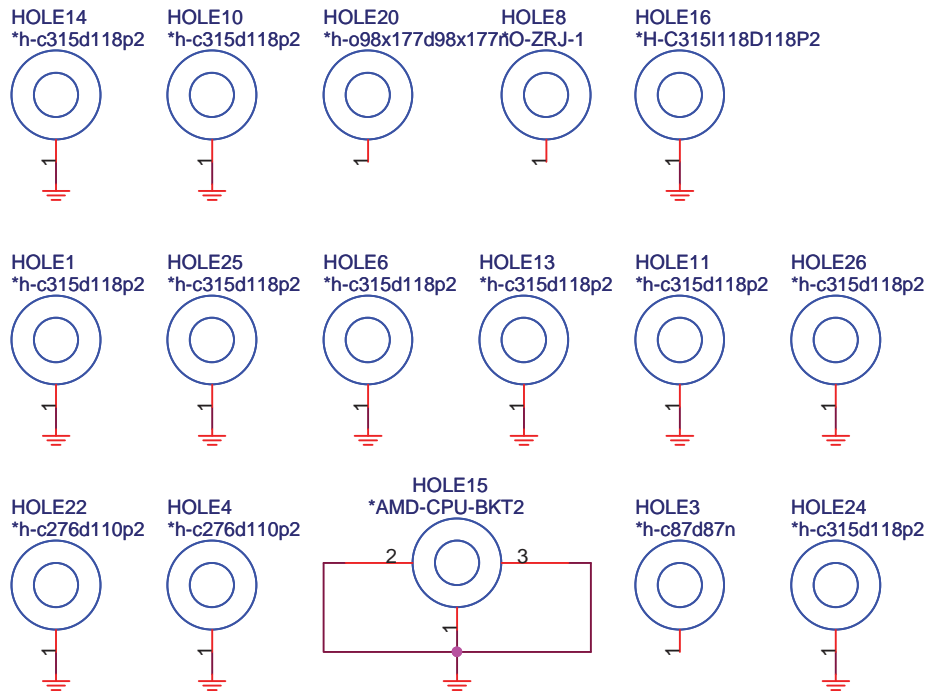 HOLE14 HOLE10 HOLE20 HOLE8 HOLE16
*h-c315d118p2 *h-c315d118p2 *h-o98x177d98x177n *O-ZRJ-1 *H-C315I118D118P2
1 1 1 1 1
HOLE1 HOLE25 HOLE6 HOLE13 HOLE11 HOLE26
*h-c315d118p2 *h-c315d118p2 *h-c315d118p2 *h-c315d118p2 *h-c315d118p2 *h-c315d118p2
1 1 1 1 1 1
HOLE15
HOLE22 HOLE4 *AMD-CPU-BKT2 HOLE3 HOLE24
*h-c276d110p2 *h-c276d110p2 *h-c87d87n *h-c315d118p2
2 3
1 1 1 1 1